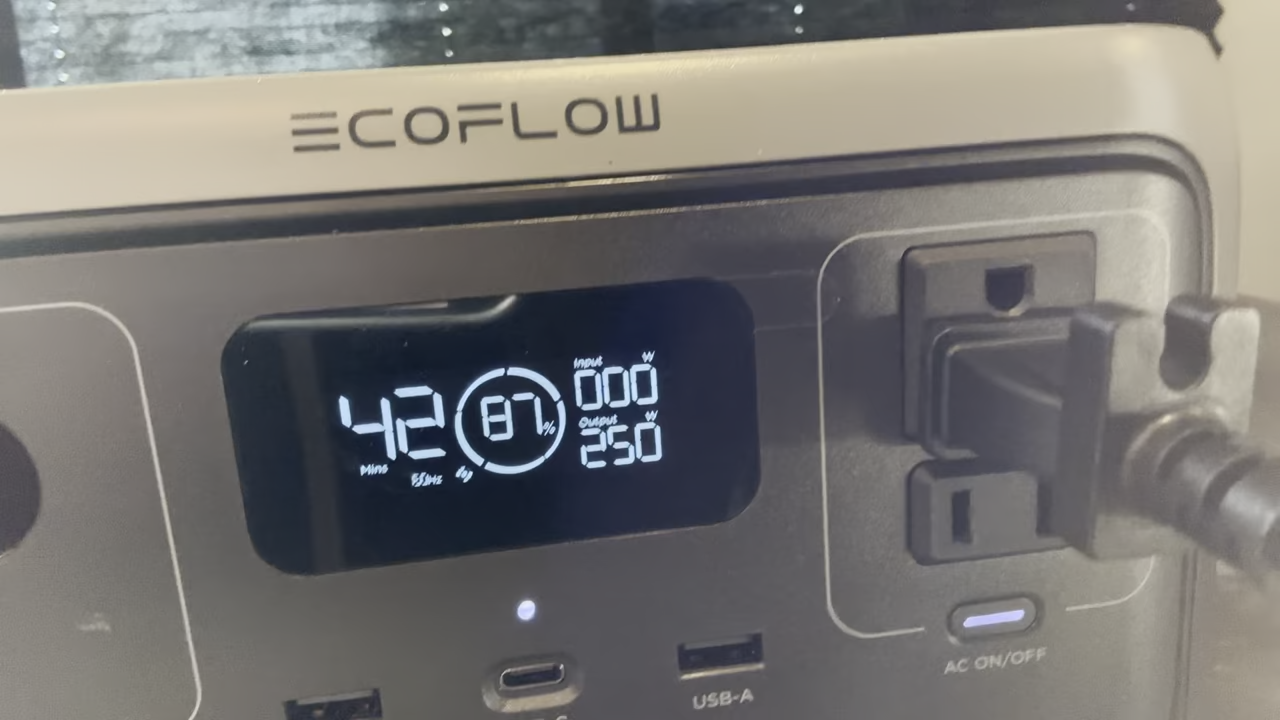 ECOFLOW
42
Mins
87%
Input W
000
Output W
250
AC ON/OFF
USB-A